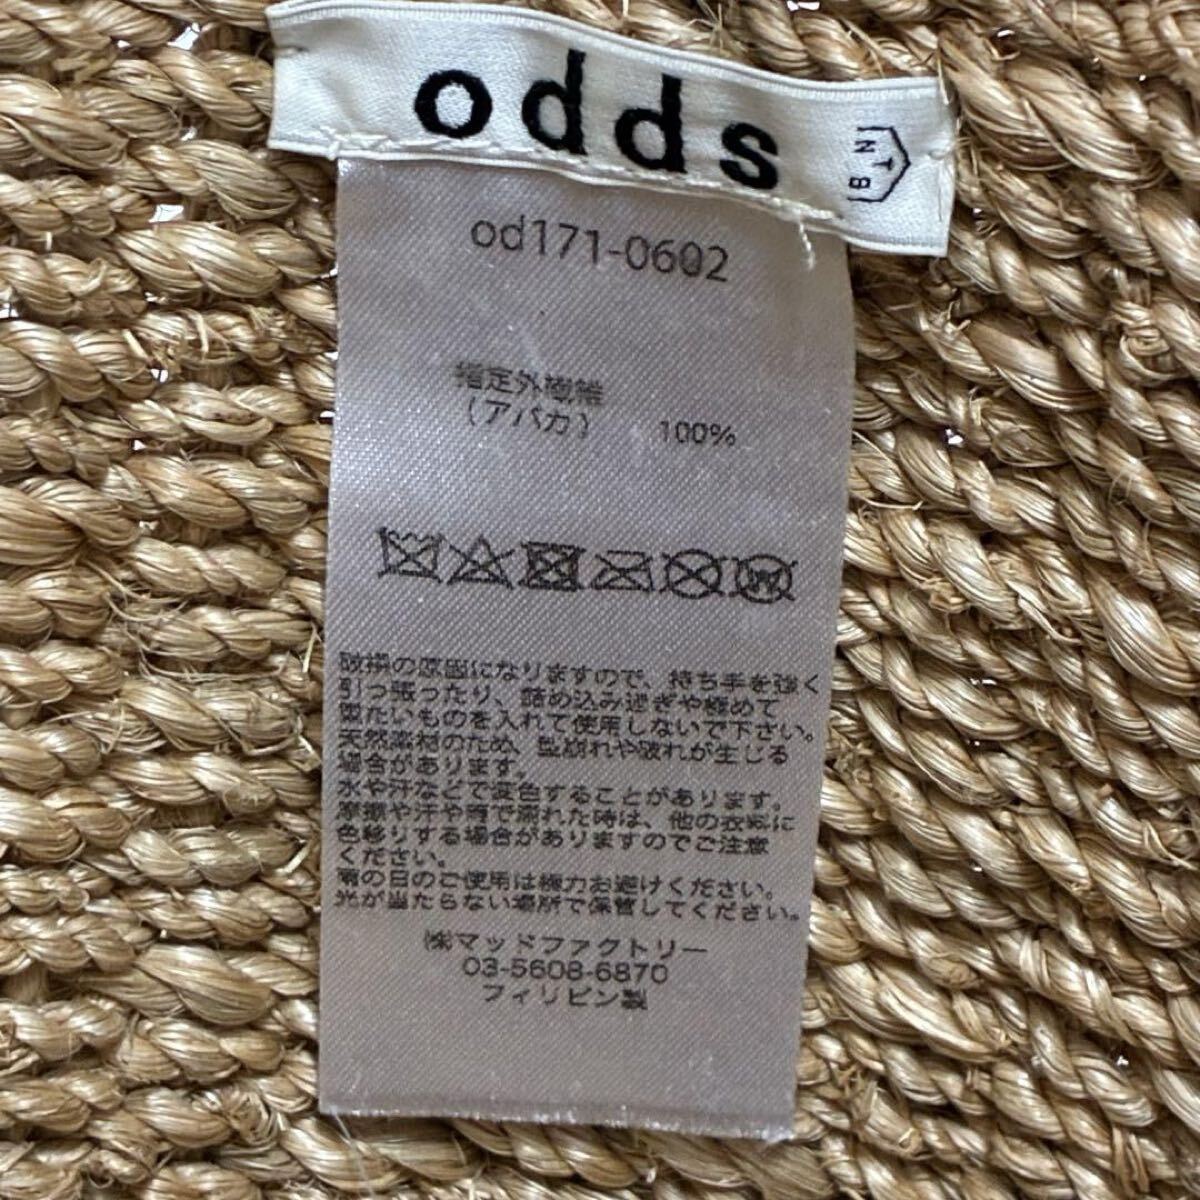 odds
INTB
od171-0602
指定外繊維
（アバカ） 100%
破損の原因になりますので、持ち手を強く
引っ張ったり、詰め込み過ぎや極めて
重たいものを入れて使用しないで下さい。
天然素材のため、型崩れや破れが生じる
場合があります。
水や汗などで変色することがあります。
摩擦や汗や雨で濡れた時は、他の衣料に
色移りする場合がありますのでご注意
ください。
雨の日のご使用は極力お避けください。
光が当たらない場所で保管してください。
㈱マッドファクトリー
03-5608-6870
フィリピン製